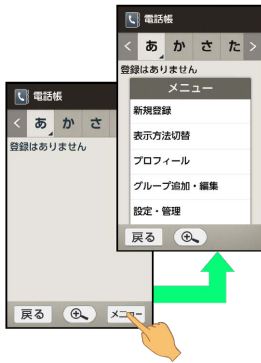 電話帳
< あ か さ た >
登録はありません
メニュー
新規登録
表示方法切替
プロフィール
グループ追加・編集
設定・管理
戻る
電話帳
< あ か さ
登録はありません
戻る メニュー